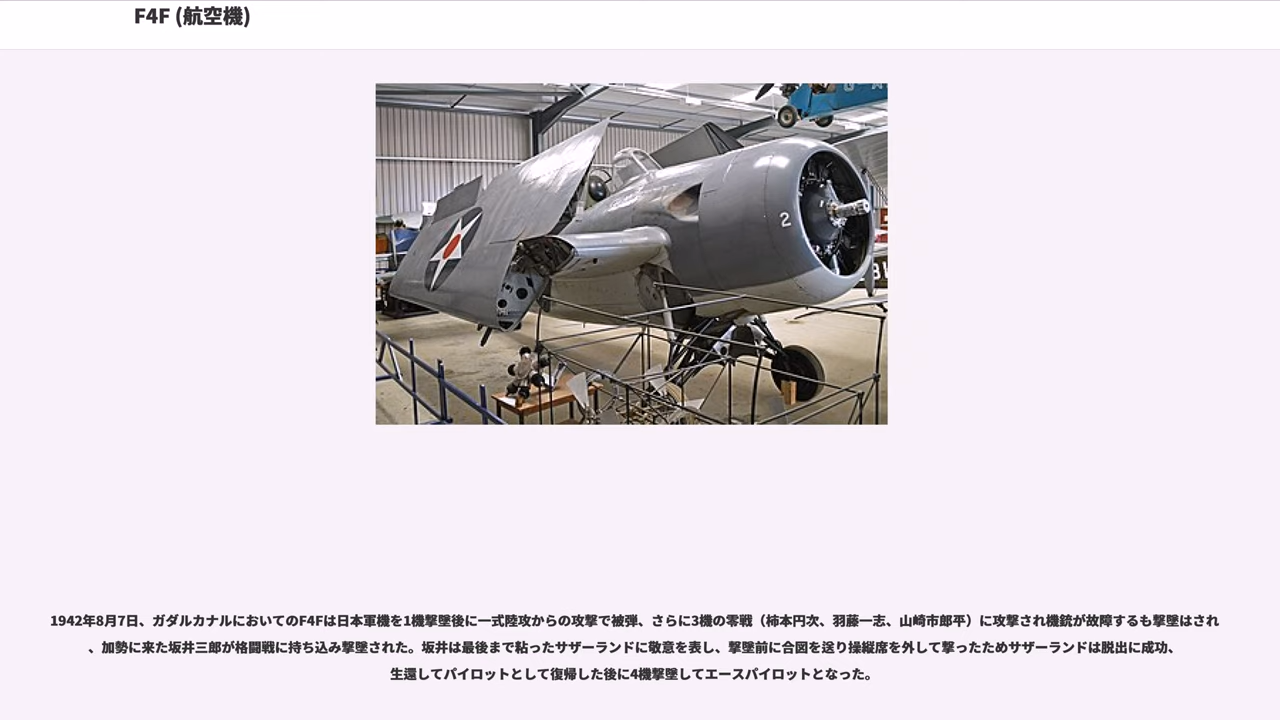 F4F (航空機)
2
1942年8月7日、ガダルカナルにおいてのF4Fは日本軍機を1機撃墜後に一式陸攻からの攻撃で被弾、さらに3機の零戦（柿本円次、羽藤一志、山崎市郎平）に攻撃され機銃が故障するも撃墜はされ
、加勢に来た坂井三郎が格闘戦に持ち込み撃墜された。坂井は最後まで粘ったサザーランドに敬意を表し、撃墜前に合図を送り操縦席を外して撃ったためサザーランドは脱出に成功、
生還してパイロットとして復帰した後に4機撃墜してエースパイロットとなった。